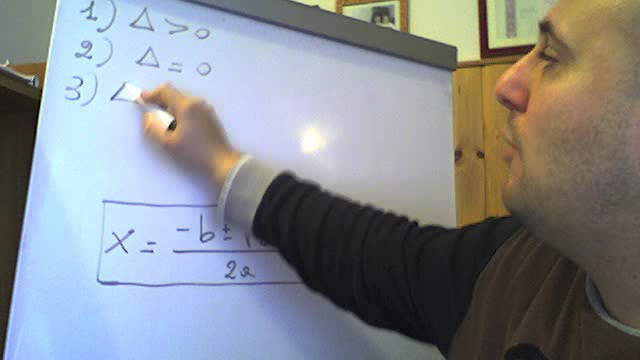 1) Δ > 0
2) Δ = 0
3) Δ
x = -b ±
2a